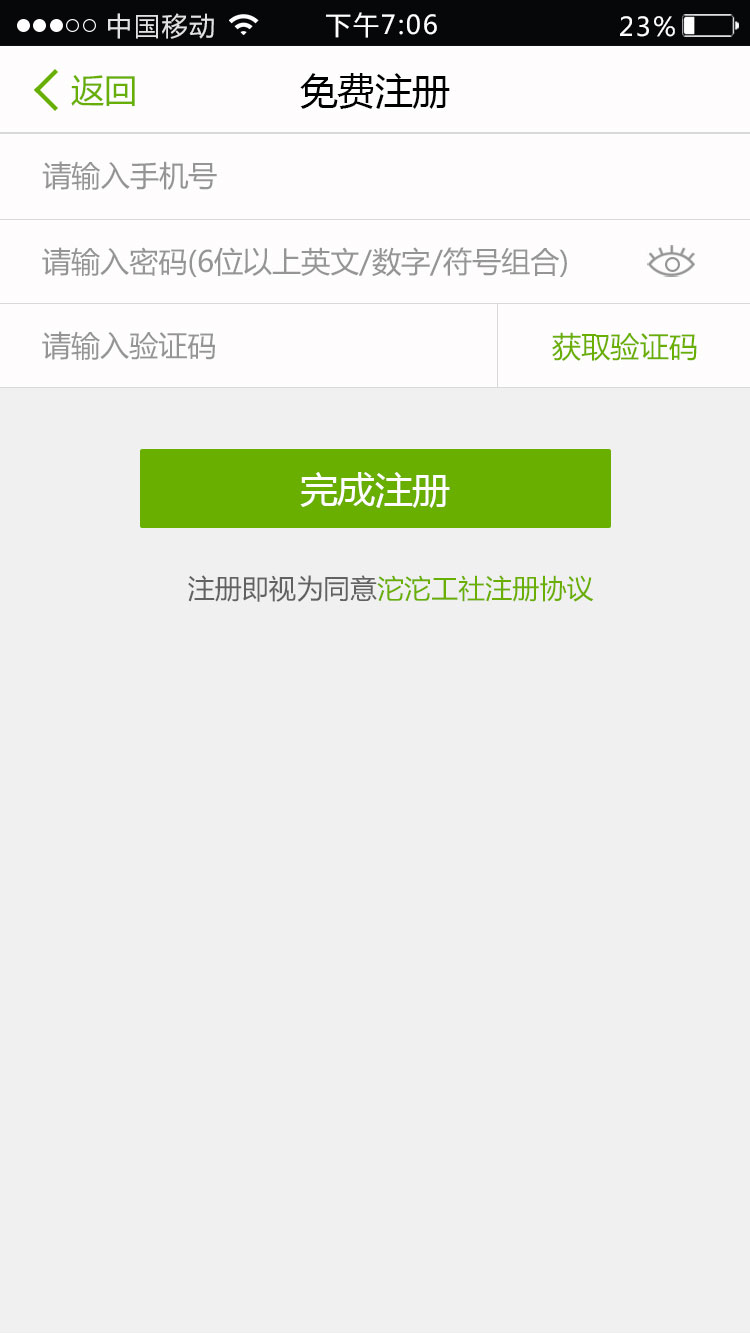 中国移动 下午7:06 23%
返回 免费注册
请输入手机号
请输入密码(6位以上英文/数字/符号组合)
请输入验证码 获取验证码
完成注册
注册即视为同意沱沱工社注册协议